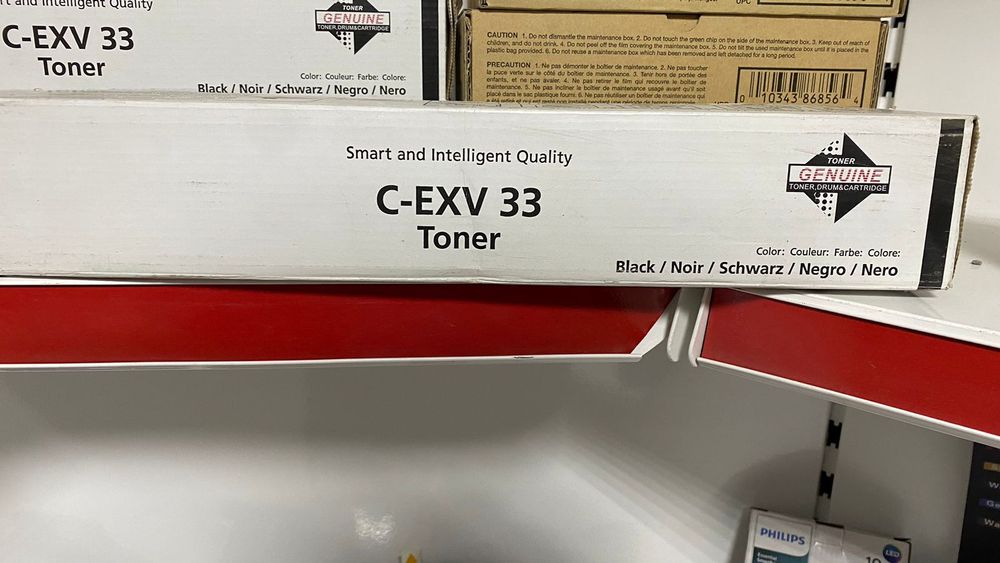 t and Intelligent Quality
C-EXV 33
Toner
TONER
GENUINE
TONER,DRUM&CARTRIDGE
Color: Couleur: Farbe: Colore:
Black / Noir / Schwarz / Negro / Nero
UPC
CAUTION 1. Do not dismantle the maintenance box. 2. Do not touch the green chip on the side of the maintenance box. 3. Keep out of reach of
children, and do not drink. 4. Do not peel off the film covering the maintenance box. 5. Do not tilt the used maintenance box until it is placed in the
plastic bag provided. 6. Do not reuse a maintenance box which has been removed and left detached for a long period.
PRÉCAUTION 1. Ne pas démonter le boîtier de maintenance. 2. Ne pas toucher
la puce verte sur le côté du boîtier de maintenance. 3. Tenir hors de portée des
enfants, et ne pas avaler. 4. Ne pas retirer le film qui recouvre le boîtier de
maintenance. 5. Ne pas incliner le boîtier de maintenance usagé avant qu'il soit
placé dans le sac plastique fourni. 6. Ne pas réutiliser un boîtier de maintenance qui
0 10343 86856 4
Smart and Intelligent Quality
C-EXV 33
Toner
TONER
GENUINE
TONER,DRUM&CARTRIDGE
Color: Couleur: Farbe: Colore:
Black / Noir / Schwarz / Negro / Nero
PHILIPS
Essential
LED